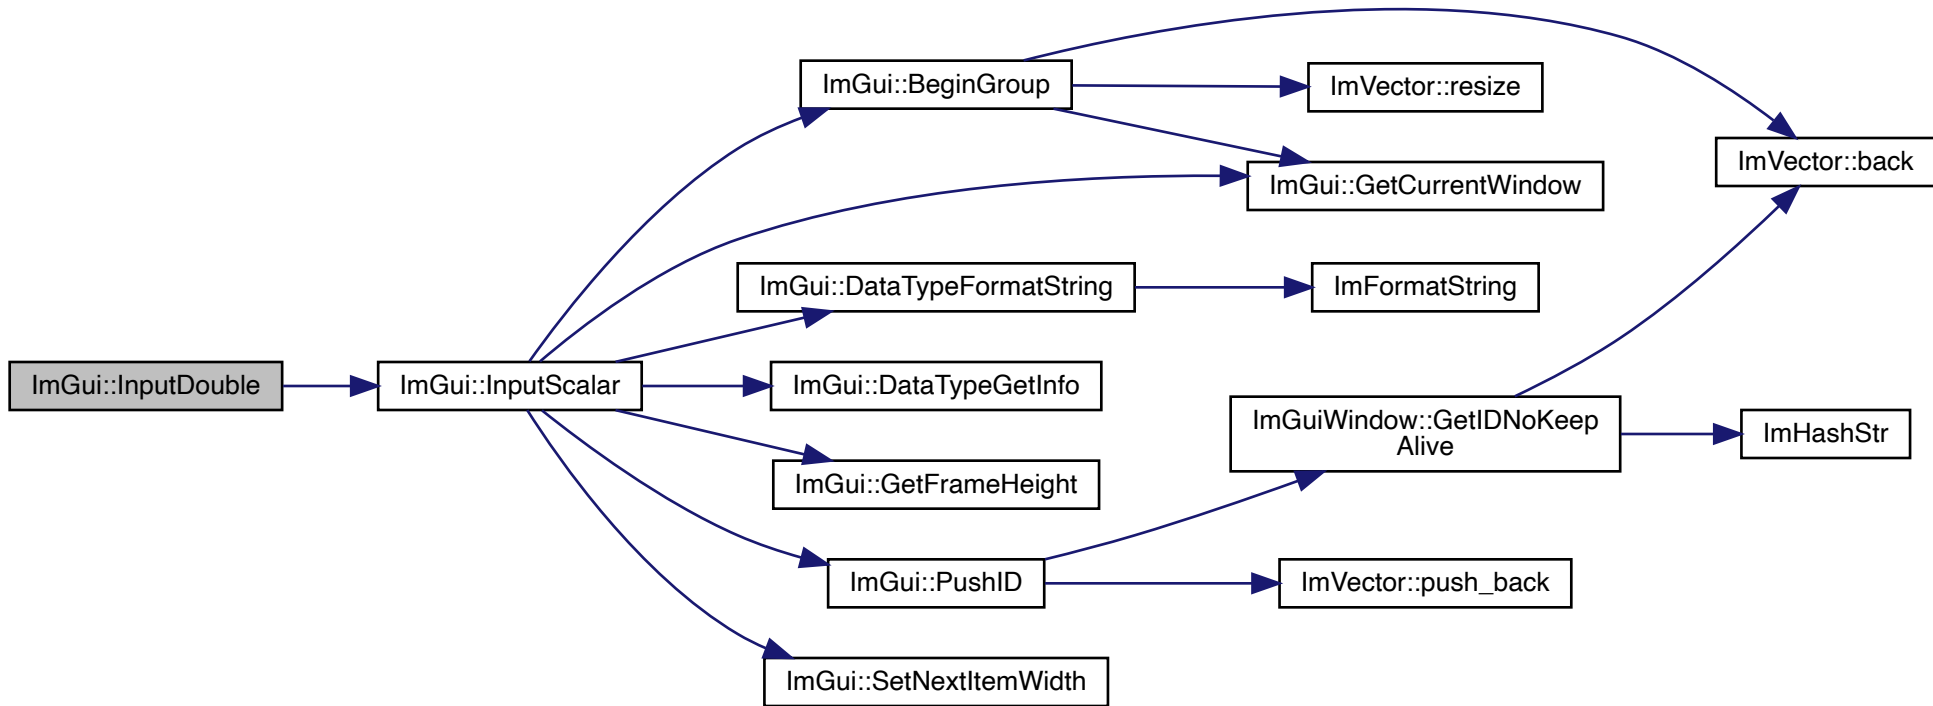 ImGui::BeginGroup
ImVector::resize
ImVector::back
ImGui::GetCurrentWindow
ImGui::DataTypeFormatString
ImFormatString
ImGui::InputDouble
ImGui::InputScalar
ImGui::DataTypeGetInfo
ImGuiWindow::GetIDNoKeep
Alive
ImHashStr
ImGui::GetFrameHeight
ImGui::PushID
ImVector::push_back
ImGui::SetNextItemWidth